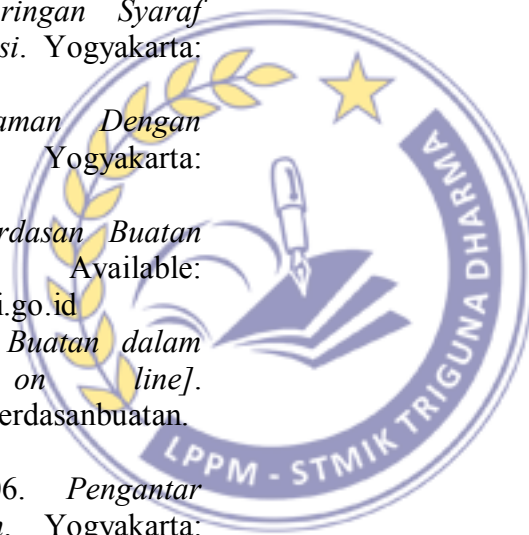 ringan Syaraf
si. Yogyakarta:
aman Dengan
Yogyakarta:
rdasan Buatan
Available:
i.go.id
Buatan dalam
on line].
erdasanbuatan.
06. Pengantar
n. Yogyakarta:
LPPM - STMIK TRIGUNA DHARMA